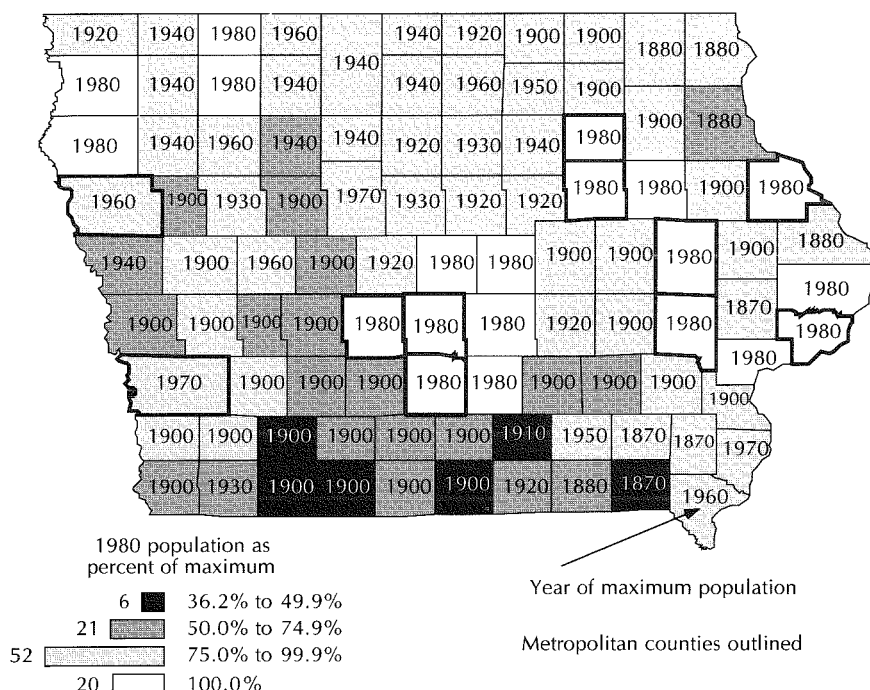 1920 1940 1980 1960 1940 1940 1920 1900 1900 1880 1880
1980 1940 1980 1940 1940 1960 1950 1900
1980 1940 1960 1940 1940 1920 1930 1940 1980 1900 1880
1960 1900 1930 1900 1970 1930 1920 1920 1980 1980 1900 1980
1940 1900 1960 1900 1920 1980 1980 1900 1900 1980 1900 1880
1900 1900 1900 1900 1980 1980 1980 1920 1900 1980 1870 1980
1980
1970 1900 1900 1900 1980 1980 1900 1900 1900 1980
1900
1900 1900 1900 1900 1900 1900 1910 1950 1870 1870 1970
1900 1930 1900 1900 1900 1900 1920 1880 1870 1960
1980 population as
percent of maximum
6 36.2% to 49.9%
21 50.0% to 74.9%
52 75.0% to 99.9%
20 100.0%
Year of maximum population
Metropolitan counties outlined